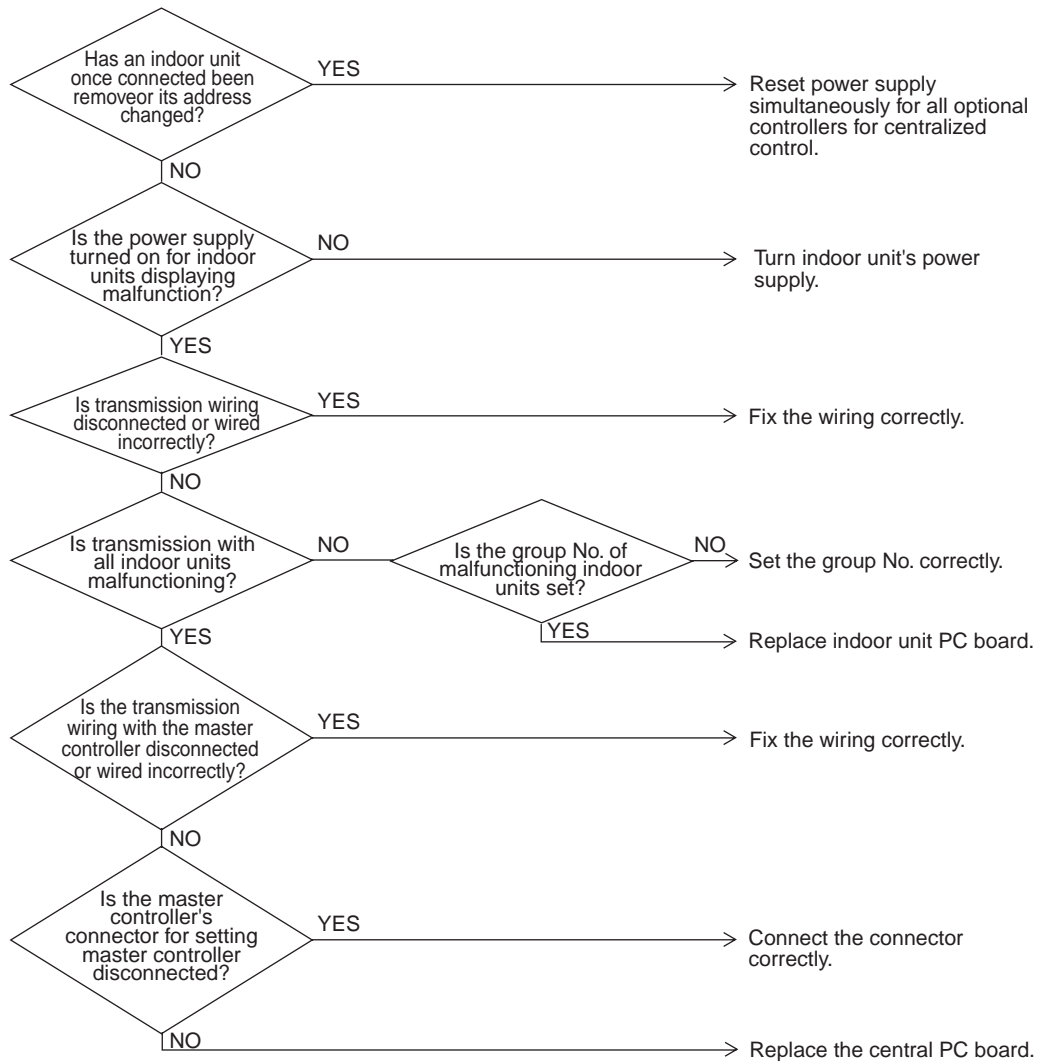 Has an indoor unit
once connected been
removeor its address
changed?
YES
Reset power supply
simultaneously for all optional
controllers for centralized
control.
NO
Is the power supply
turned on for indoor
units displaying
malfunction?
NO
Turn indoor unit's power
supply.
YES
Is transmission wiring
disconnected or wired
incorrectly?
YES
Fix the wiring correctly.
NO
Is transmission with
all indoor units
malfunctioning?
NO
Is the group No. of
malfunctioning indoor
units set?
NO
Set the group No. correctly.
YES
Replace indoor unit PC board.
YES
Is the transmission
wiring with the master
controller disconnected
or wired incorrectly?
YES
Fix the wiring correctly.
NO
Is the master
controller's
connector for setting
master controller
disconnected?
YES
Connect the connector
correctly.
NO
Replace the central PC board.